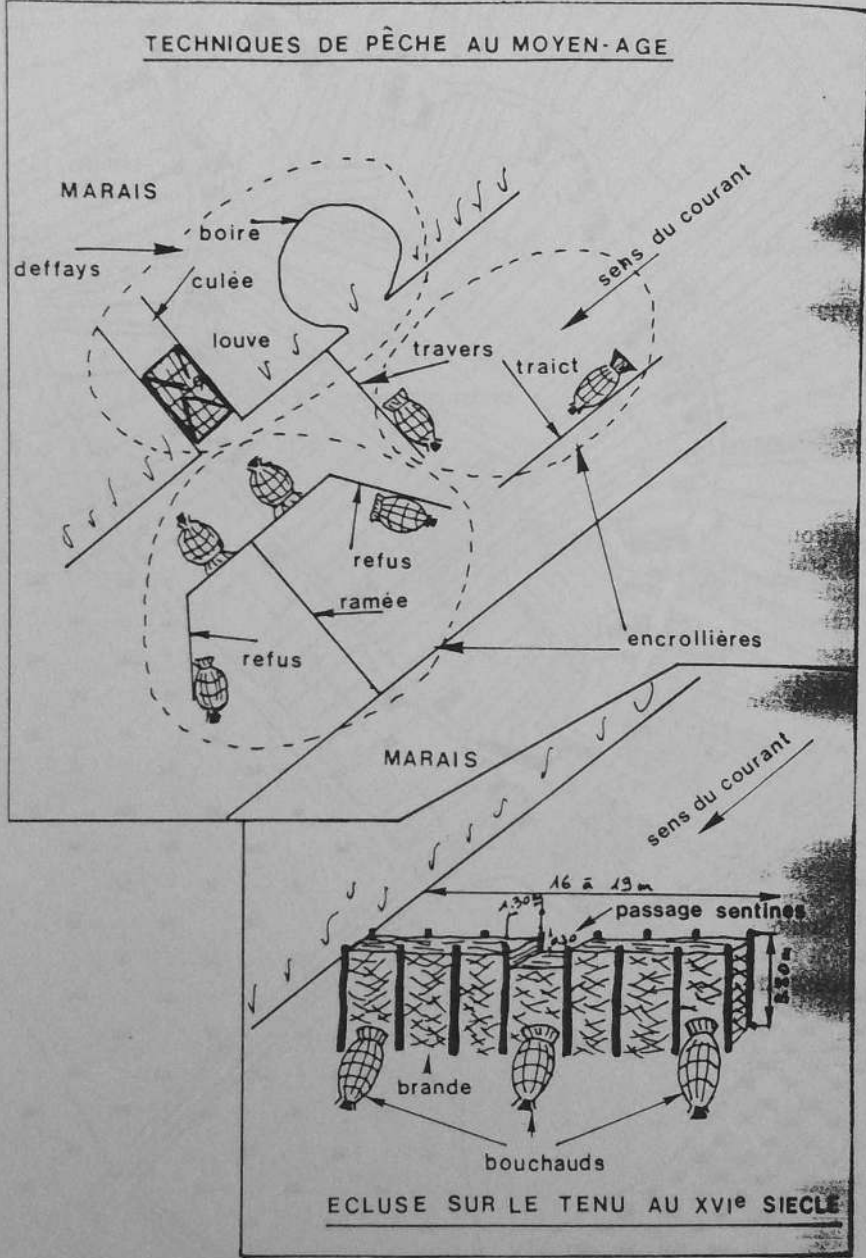 TECHNIQUES DE PÊCHE AU MOYEN-AGE
MARAIS
boire
sens du courant
deffays
culée
louve
travers
traict
refus
ramée
encrollières
refus
MARAIS
sens du courant
16 à 19 m
1.30m
passage sentines
0.30
brande
bouchauds
ECLUSE SUR LE TENU AU XVIe SIECLE